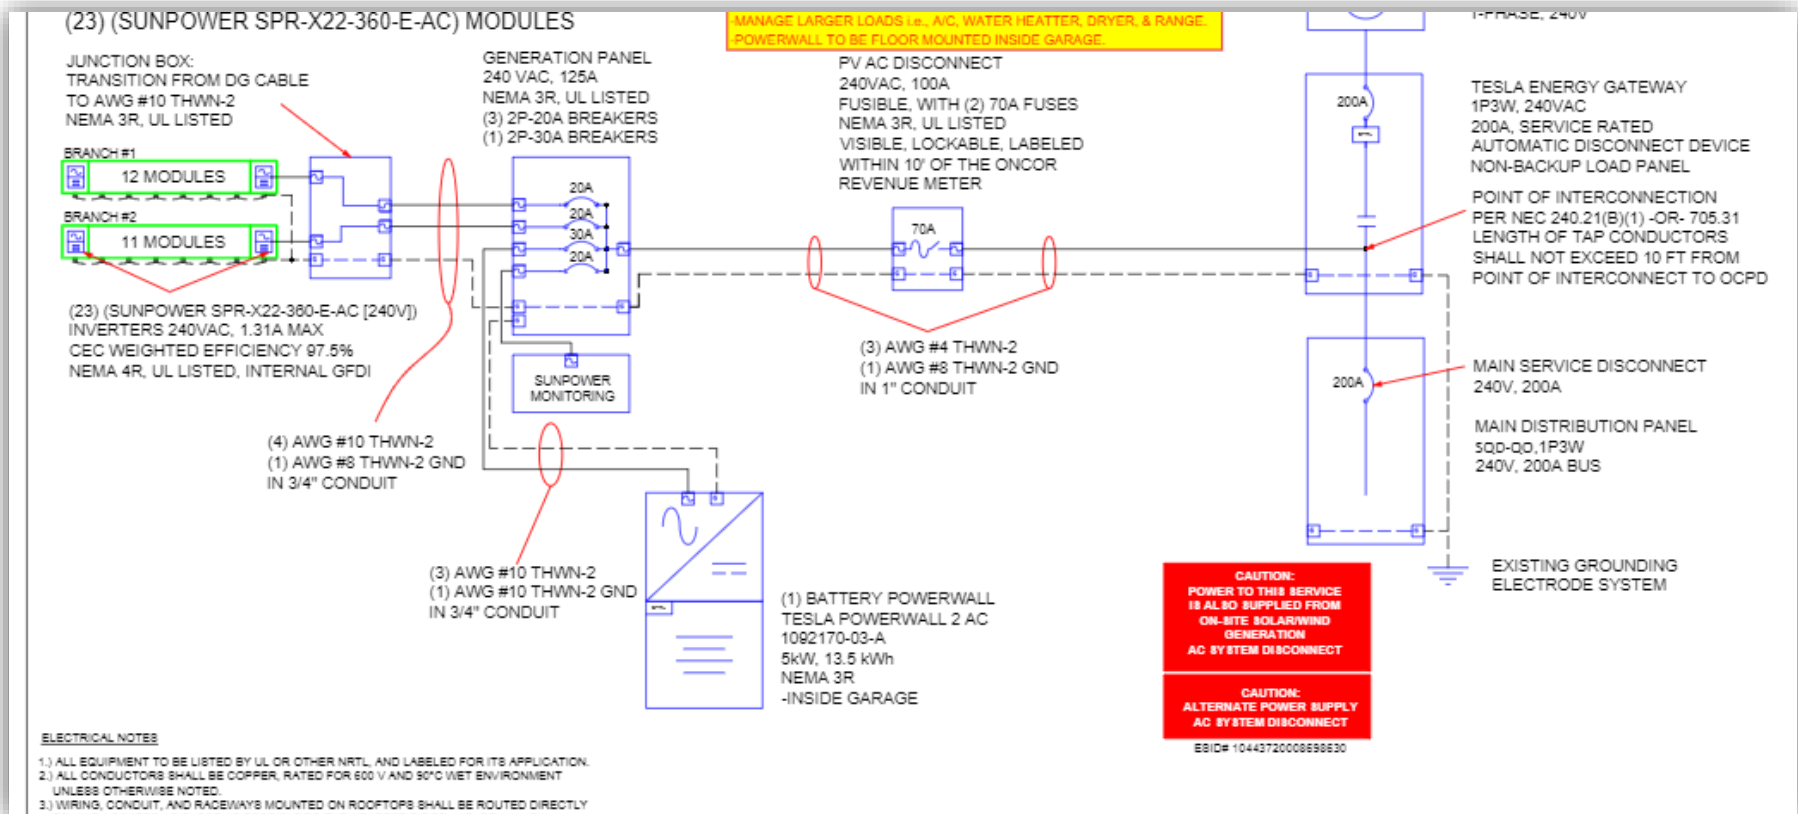 (23) (SUNPOWER SPR-X22-360-E-AC) MODULES
-MANAGE LARGER LOADS i.e., A/C, WATER HEATTER, DRYER, & RANGE.
-POWERWALL TO BE FLOOR MOUNTED INSIDE GARAGE.
1-PHASE, 240V
JUNCTION BOX:
TRANSITION FROM DG CABLE
TO AWG #10 THWN-2
NEMA 3R, UL LISTED
GENERATION PANEL
240 VAC, 125A
NEMA 3R, UL LISTED
(3) 2P-20A BREAKERS
(1) 2P-30A BREAKERS
PV AC DISCONNECT
240VAC, 100A
FUSIBLE, WITH (2) 70A FUSES
NEMA 3R, UL LISTED
VISIBLE, LOCKABLE, LABELED
WITHIN 10' OF THE ONCOR
REVENUE METER
200A
TESLA ENERGY GATEWAY
1P3W, 240VAC
200A, SERVICE RATED
AUTOMATIC DISCONNECT DEVICE
NON-BACKUP LOAD PANEL
POINT OF INTERCONNECTION
PER NEC 240.21(B)(1) -OR- 705.31
LENGTH OF TAP CONDUCTORS
SHALL NOT EXCEED 10 FT FROM
POINT OF INTERCONNECT TO OCPD
BRANCH #1
12 MODULES
BRANCH #2
11 MODULES
20A
20A
30A
20A
70A
(23) (SUNPOWER SPR-X22-360-E-AC [240V])
INVERTERS 240VAC, 1.31A MAX
CEC WEIGHTED EFFICIENCY 97.5%
NEMA 4R, UL LISTED, INTERNAL GFDI
SUNPOWER
MONITORING
(3) AWG #4 THWN-2
(1) AWG #8 THWN-2 GND
IN 1" CONDUIT
200A
MAIN SERVICE DISCONNECT
240V, 200A
MAIN DISTRIBUTION PANEL
SQD-QO,1P3W
240V, 200A BUS
(4) AWG #10 THWN-2
(1) AWG #8 THWN-2 GND
IN 3/4" CONDUIT
(3) AWG #10 THWN-2
(1) AWG #10 THWN-2 GND
IN 3/4" CONDUIT
(1) BATTERY POWERWALL
TESLA POWERWALL 2 AC
1092170-03-A
5kW, 13.5 kWh
NEMA 3R
-INSIDE GARAGE
EXISTING GROUNDING
ELECTRODE SYSTEM
CAUTION:
POWER TO THIS SERVICE
IS ALSO SUPPLIED FROM
ON-SITE SOLAR/WIND
GENERATION
AC SYSTEM DISCONNECT
CAUTION:
ALTERNATE POWER SUPPLY
AC SYSTEM DISCONNECT
ESID# 10443720008698630
ELECTRICAL NOTES
1.) ALL EQUIPMENT TO BE LISTED BY UL OR OTHER NRTL, AND LABELED FOR ITS APPLICATION.
2.) ALL CONDUCTORS SHALL BE COPPER, RATED FOR 600 V AND 90°C WET ENVIRONMENT
UNLESS OTHERWISE NOTED.
3.) WIRING, CONDUIT, AND RACEWAYS MOUNTED ON ROOFTOPS SHALL BE ROUTED DIRECTLY